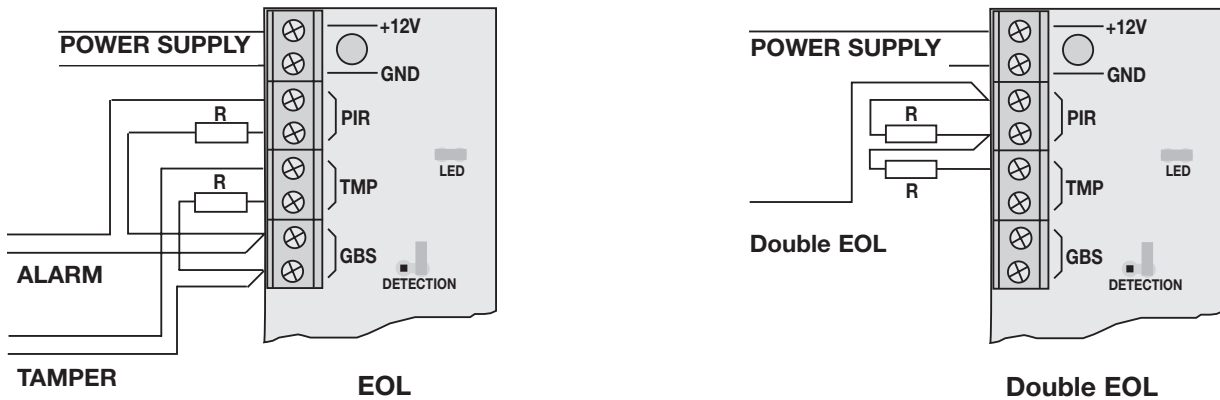 POWER SUPPLY
+12V
GND
R
PIR
R
TMP
LED
GBS
DETECTION
ALARM
TAMPER
EOL
POWER SUPPLY
+12V
GND
R
PIR
R
TMP
LED
Double EOL
GBS
DETECTION
Double EOL